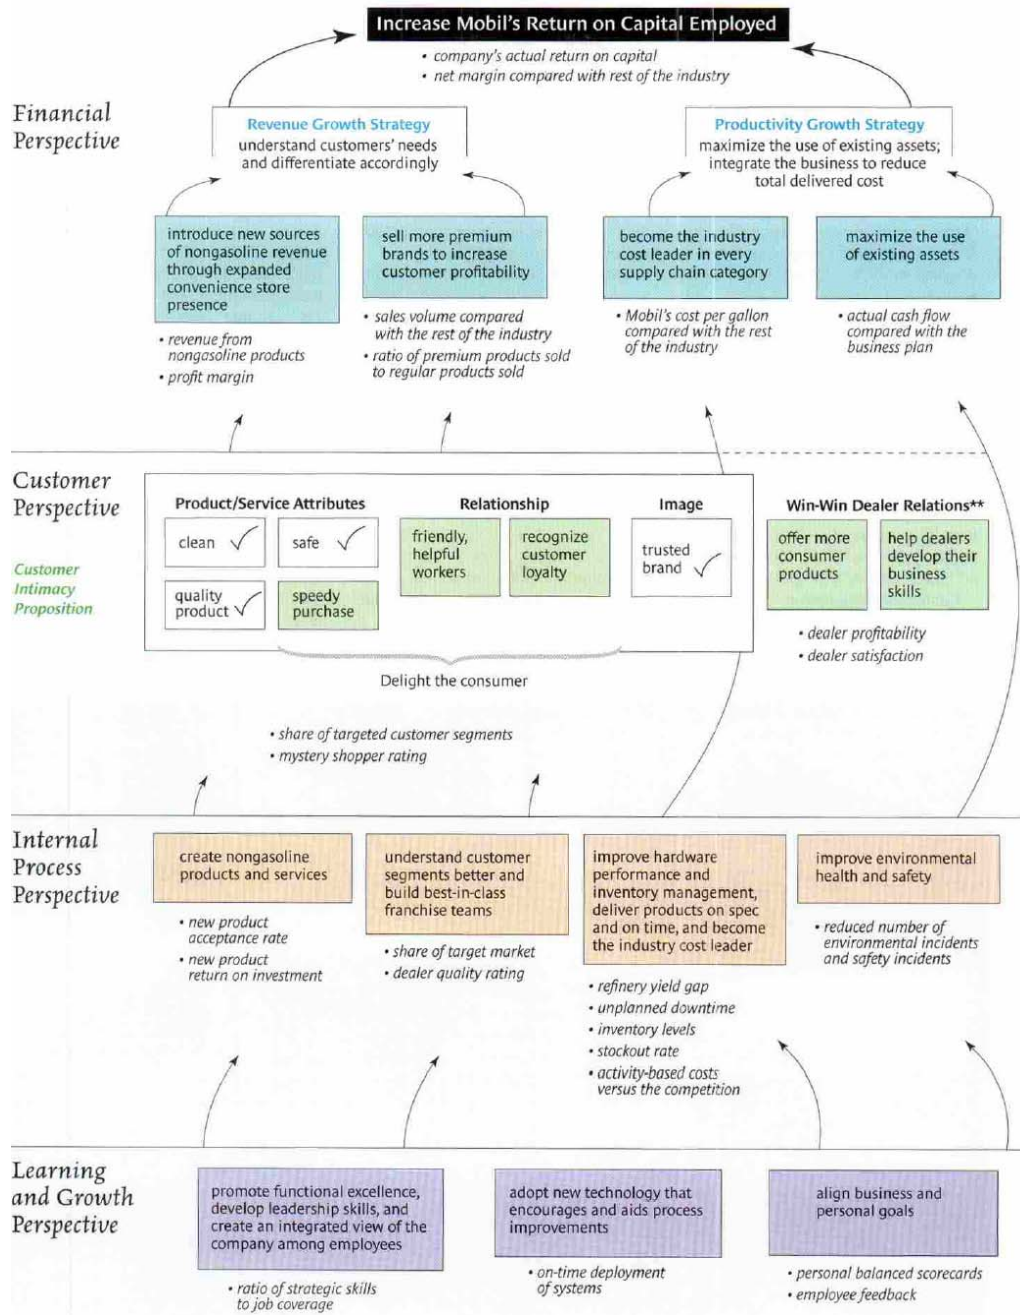 Increase Mobil's Return on Capital Employed
• company's actual return on capital
• net margin compared with rest of the industry
Financial
Perspective
Revenue Growth Strategy
understand customers' needs
and differentiate accordingly
Productivity Growth Strategy
maximize the use of existing assets;
integrate the business to reduce
total delivered cost
introduce new sources
of nongasoline revenue
through expanded
convenience store
presence
• revenue from
nongasoline products
• profit margin
sell more premium
brands to increase
customer profitability
• sales volume compared
with the rest of the industry
• ratio of premium products sold
to regular products sold
become the industry
cost leader in every
supply chain category
• Mobil's cost per gallon
compared with the rest
of the industry
maximize the use
of existing assets
• actual cash flow
compared with the
business plan
Customer
Perspective
Customer
Intimacy
Proposition
Product/Service Attributes
clean
safe
quality
product
speedy
purchase
Relationship
friendly,
helpful
workers
recognize
customer
loyalty
Image
trusted
brand
Delight the consumer
• share of targeted customer segments
• mystery shopper rating
Win-Win Dealer Relations**
offer more
consumer
products
help dealers
develop their
business
skills
• dealer profitability
• dealer satisfaction
Internal
Process
Perspective
create nongasoline
products and services
• new product
acceptance rate
• new product
return on investment
understand customer
segments better and
build best-in-class
franchise teams
• share of target market
• dealer quality rating
improve hardware
performance and
inventory management,
deliver products on spec
and on time, and become
the industry cost leader
• refinery yield gap
• unplanned downtime
• inventory levels
• stockout rate
• activity-based costs
versus the competition
improve environmental
health and safety
• reduced number of
environmental incidents
and safety incidents
Learning
and Growth
Perspective
promote functional excellence,
develop leadership skills, and
create an integrated view of the
company among employees
• ratio of strategic skills
to job coverage
adopt new technology that
encourages and aids process
improvements
• on-time deployment
of systems
align business and
personal goals
• personal balanced scorecards
• employee feedback